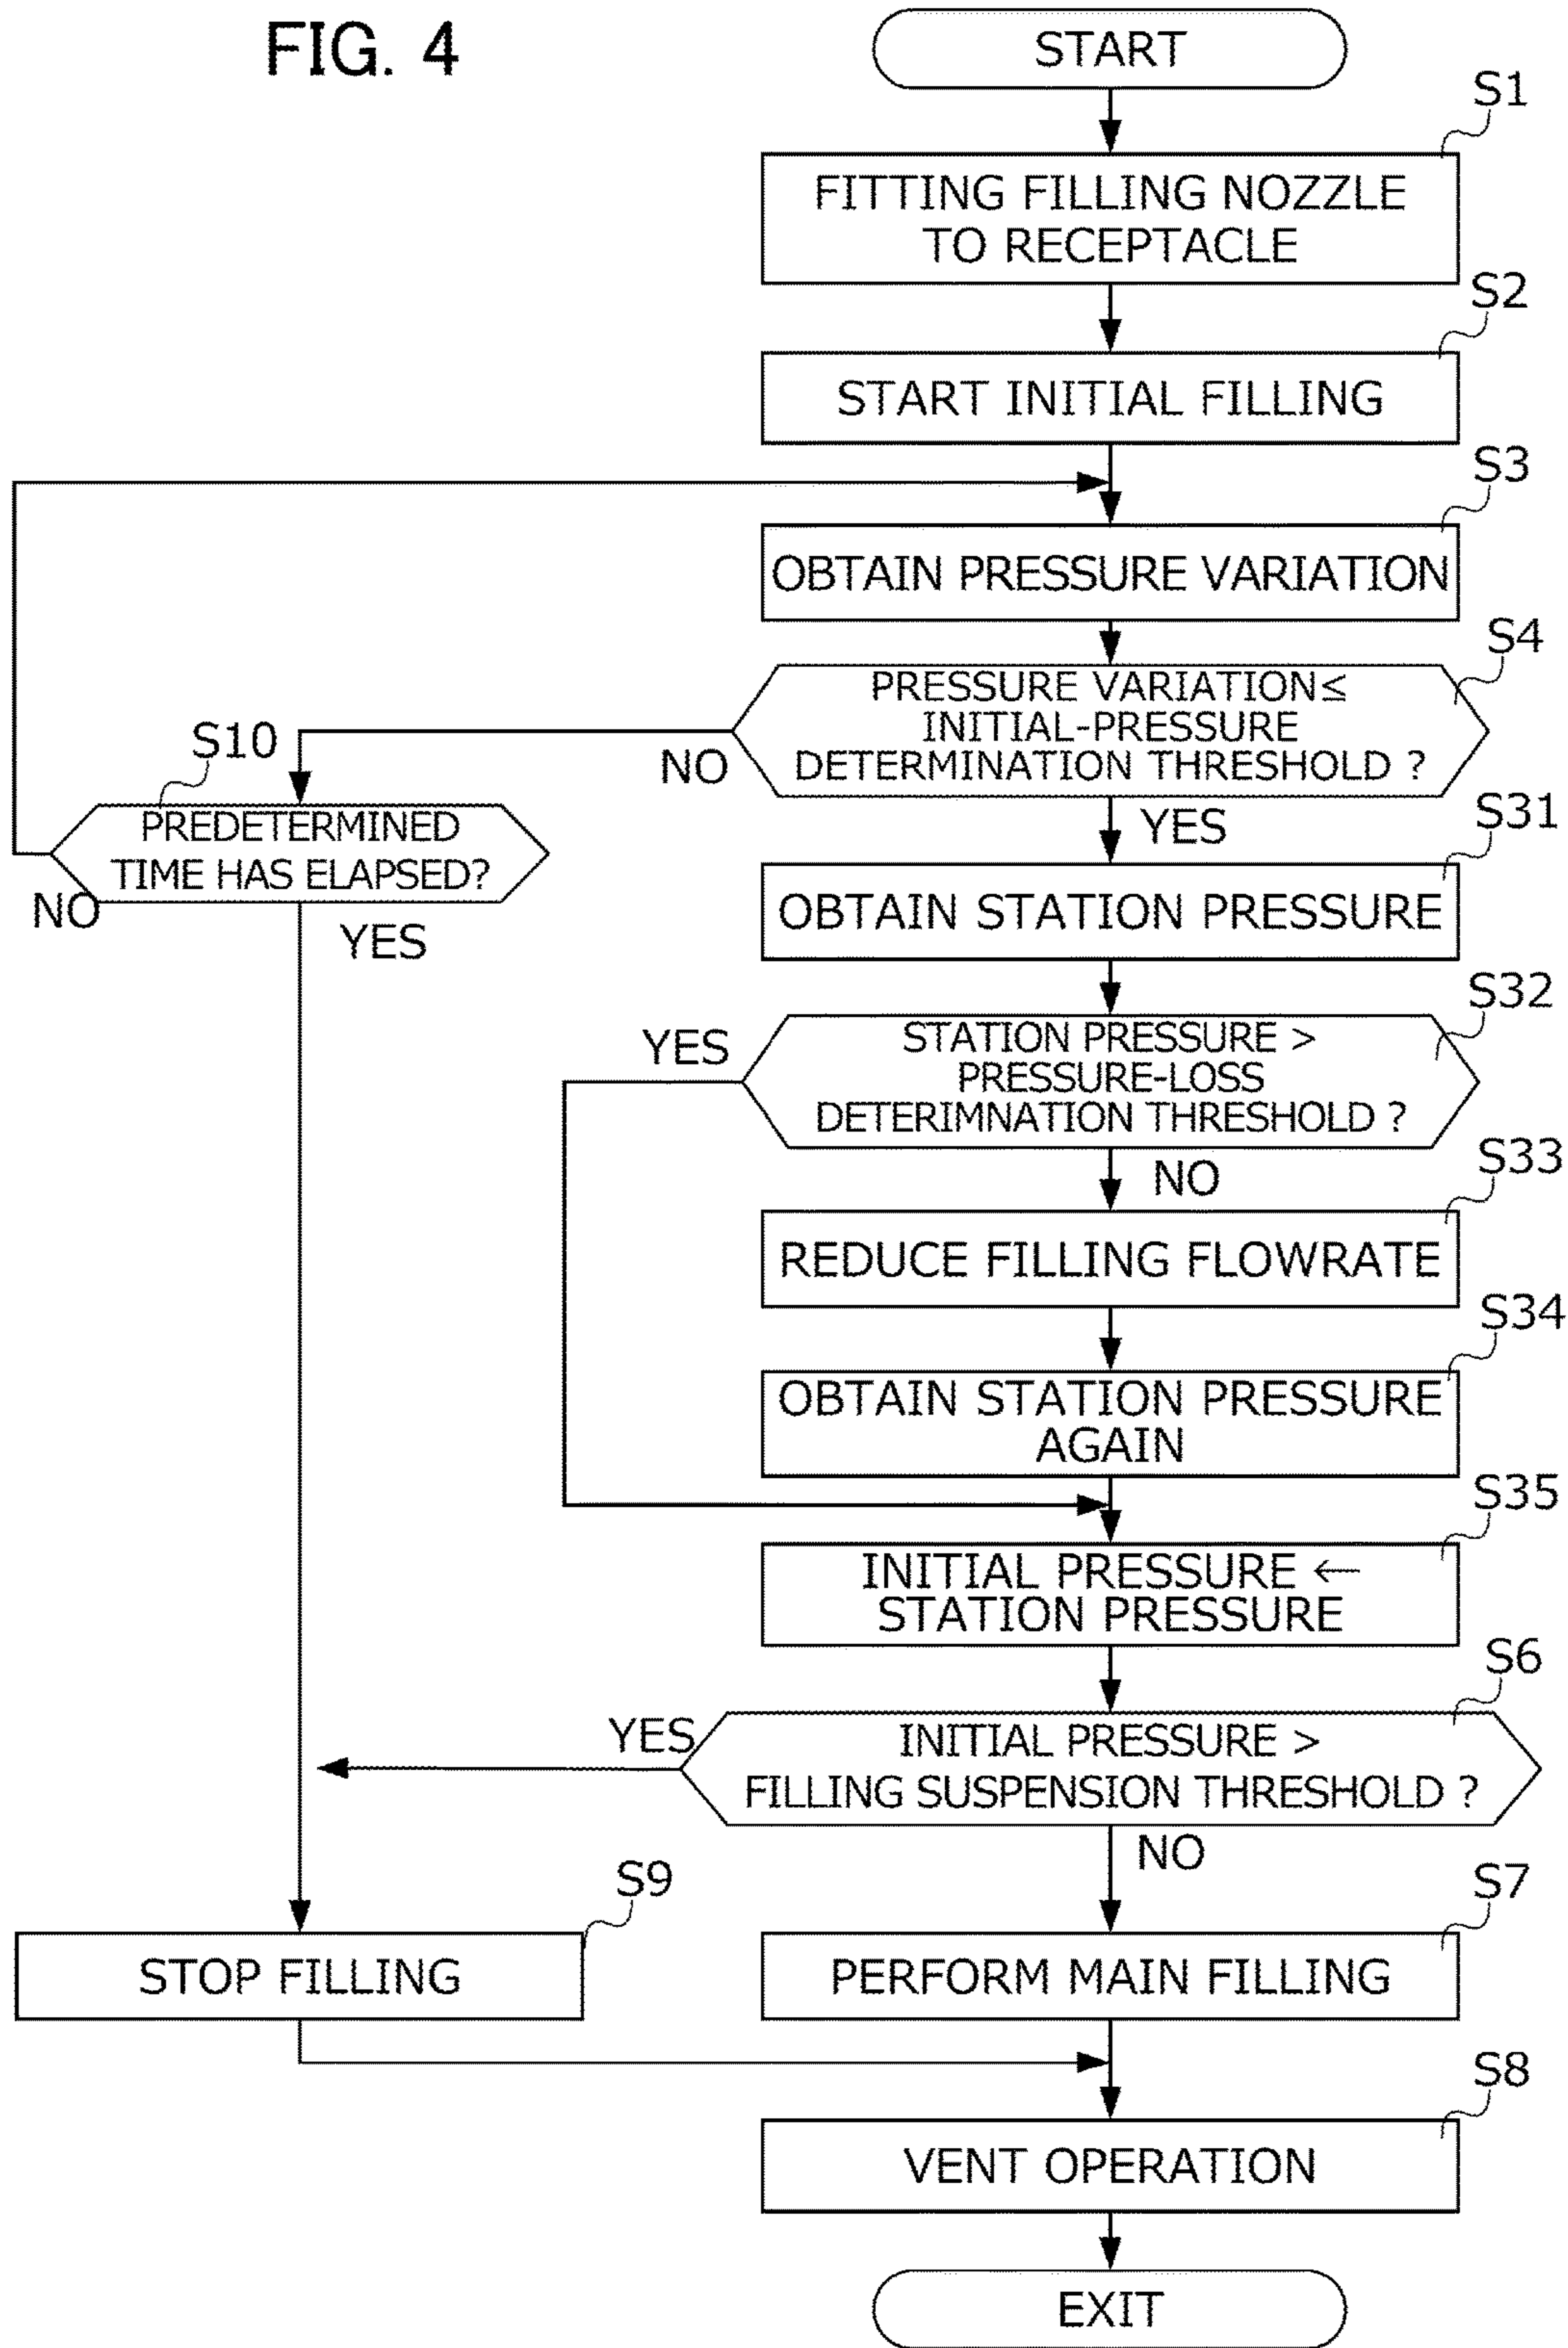 FIG. 4
START
S1
FITTING FILLING NOZZLE
TO RECEPTACLE
S2
START INITIAL FILLING
S3
OBTAIN PRESSURE VARIATION
S4
PRESSURE VARIATION≤
INITIAL-PRESSURE
DETERMINATION THRESHOLD ?
NO
YES
S10
PREDETERMINED
TIME HAS ELAPSED?
NO
YES
S31
OBTAIN STATION PRESSURE
S32
STATION PRESSURE >
PRESSURE-LOSS
DETERIMNATION THRESHOLD ?
YES
NO
S33
REDUCE FILLING FLOWRATE
S34
OBTAIN STATION PRESSURE
AGAIN
S35
INITIAL PRESSURE ←
STATION PRESSURE
S6
INITIAL PRESSURE >
FILLING SUSPENSION THRESHOLD ?
YES
NO
S9
STOP FILLING
S7
PERFORM MAIN FILLING
S8
VENT OPERATION
EXIT